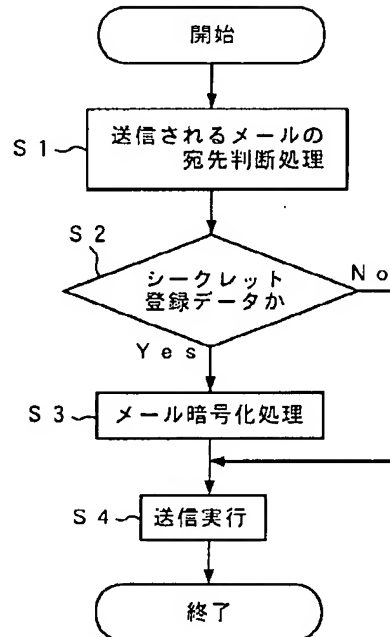 開始
S1
送信されるメールの
宛先判断処理
S2
シークレット
登録データか
No
Yes
S3
メール暗号化処理
S4
送信実行
終了